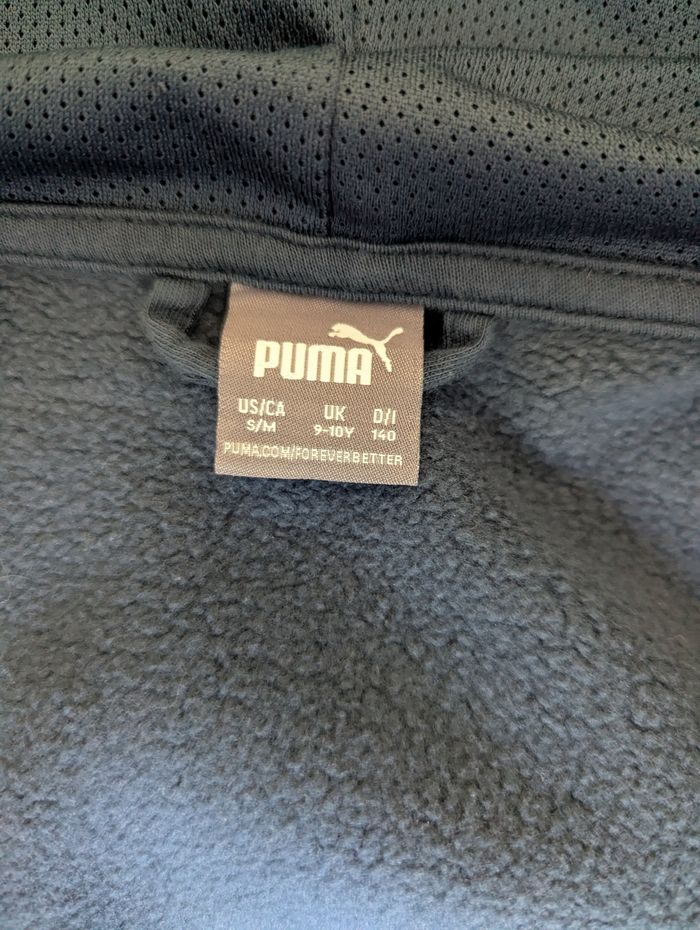 PUMA
US/CA UK D/I
S/M 9-10Y 140
PUMA.COM/FOREVERBETTER